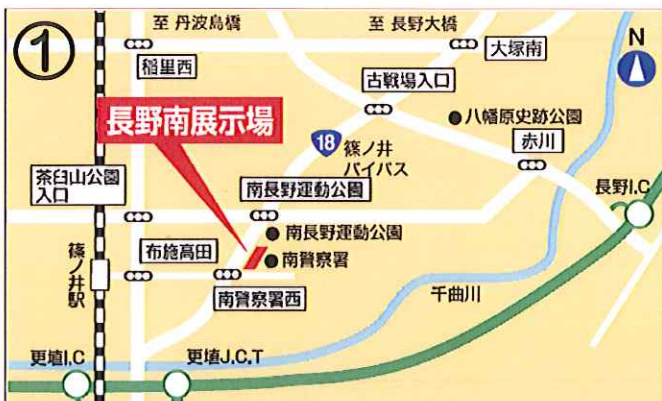 ①
至 丹波島橋
至 長野大橋
N
稲里西
大塚南
古戦場入口
長野南展示場
八幡原史跡公園
18
篠ノ井
バイパス
赤川
茶臼山公園
入口
南長野運動公園
長野I.C
南長野運動公園
布施高田
南警察署
篠ノ井駅
南警察署西
千曲川
更埴I.C
更埴J.C.T